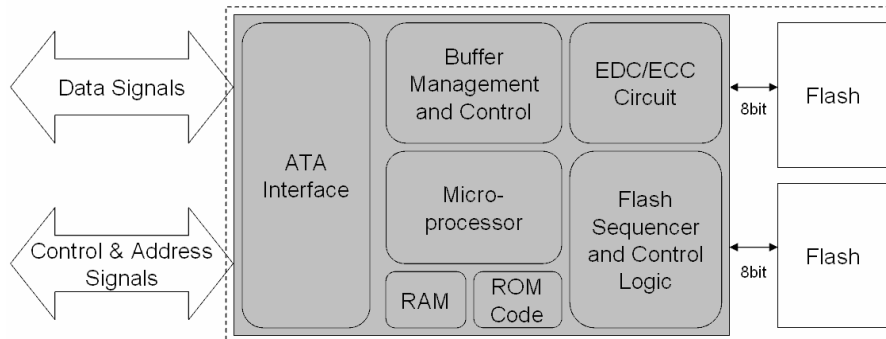 Data Signals
Control & Address
Signals
ATA
Interface
Buffer
Management
and Control
Micro-
processor
RAM
ROM
Code
EDC/ECC
Circuit
Flash
Sequencer
and Control
Logic
8bit
Flash
8bit
Flash